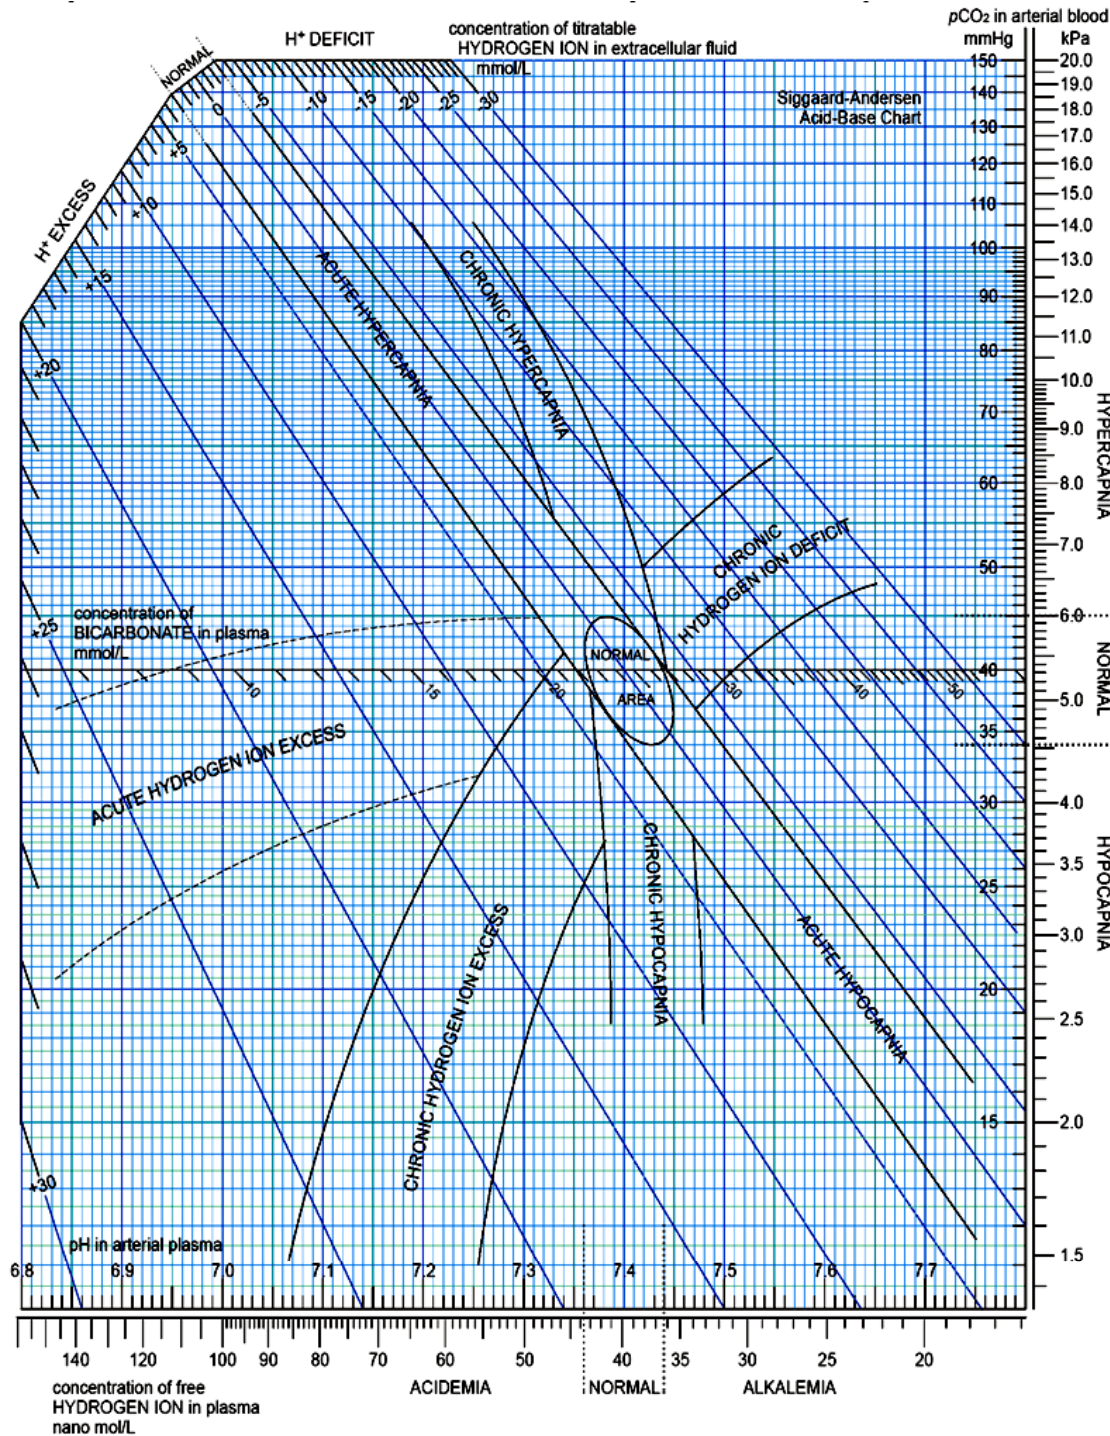 H⁺ DEFICIT
concentration of titratable
HYDROGEN ION in extracellular fluid
mmol/L
pCO₂ in arterial blood
mmHg
kPa
NORMAL
H⁺ EXCESS
0
-5
-10
-15
-20
-25
-30
+5
+10
+15
+20
+25
+30
Siggaard-Andersen
Acid-Base Chart
150
140
130
120
110
100
90
80
70
60
50
40
35
30
25
20
15
20.0
19.0
18.0
17.0
16.0
15.0
14.0
13.0
12.0
11.0
10.0
9.0
8.0
7.0
6.0
5.0
4.0
3.5
3.0
2.5
2.0
1.5
HYPERCAPNIA
NORMAL
HYPOCAPNIA
ACUTE HYPERCAPNIA
CHRONIC HYPERCAPNIA
CHRONIC
HYDROGEN ION DEFICIT
concentration of
BICARBONATE in plasma
mmol/L
10
15
20
30
40
50
NORMAL
AREA
ACUTE HYDROGEN ION EXCESS
CHRONIC HYDROGEN ION EXCESS
CHRONIC HYPOCAPNIA
ACUTE HYPOCAPNIA
pH in arterial plasma
6.8 6.9 7.0 7.1 7.2 7.3 7.4 7.5 7.6 7.7
140 120 100 90 80 70 60 50 40 35 30 25 20
concentration of free
HYDROGEN ION in plasma
nano mol/L
ACIDEMIA
NORMAL
ALKALEMIA